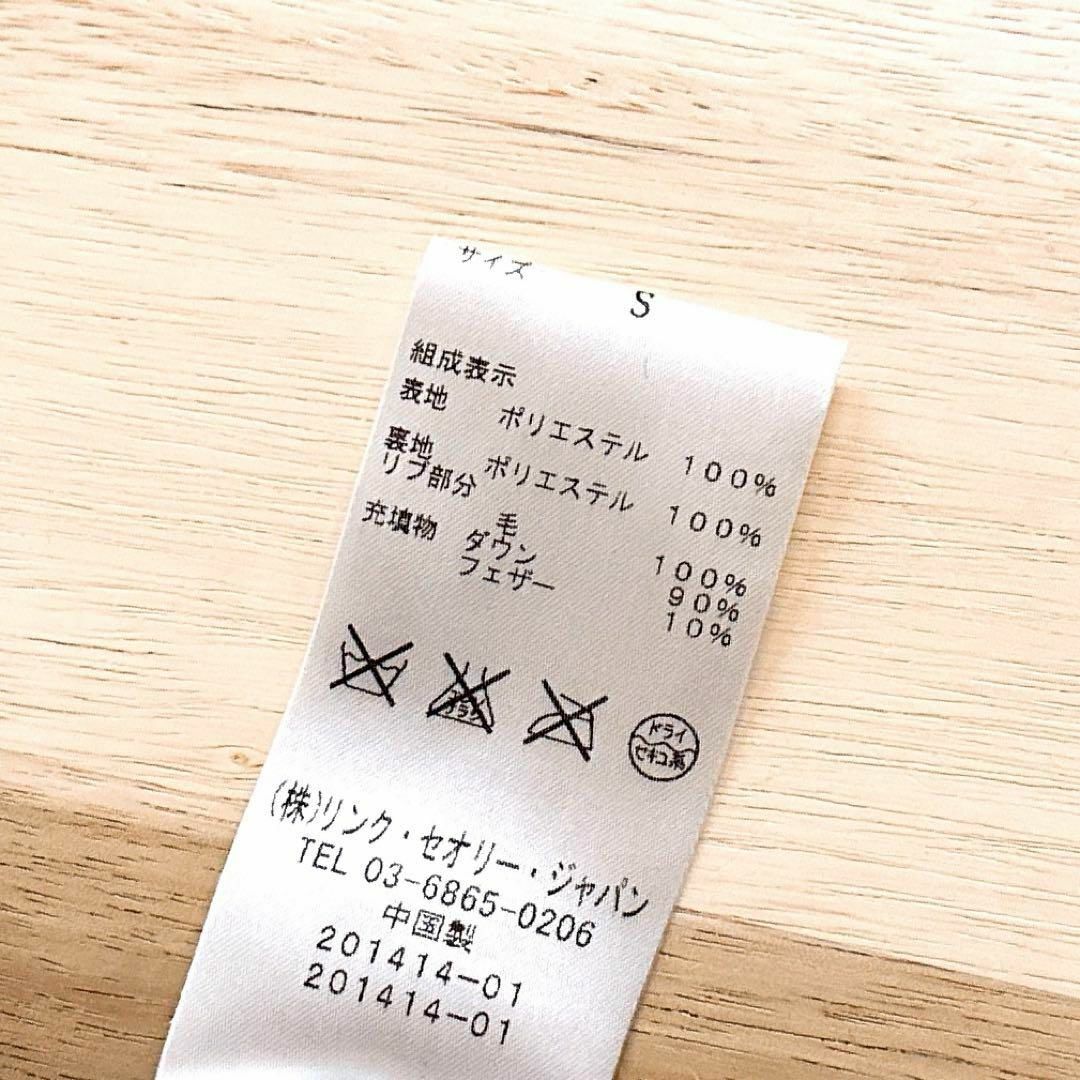 サイズ
S
組成表示
表地 ポリエステル 100%
裏地 ポリエステル 100%
リブ部分 毛 100%
充填物 ダウン 90%
フェザー 10%
ドライ
セキユ系
(株)リンク・セオリー・ジャパン
TEL 03-6865-0206
中国製
201414-01
201414-01